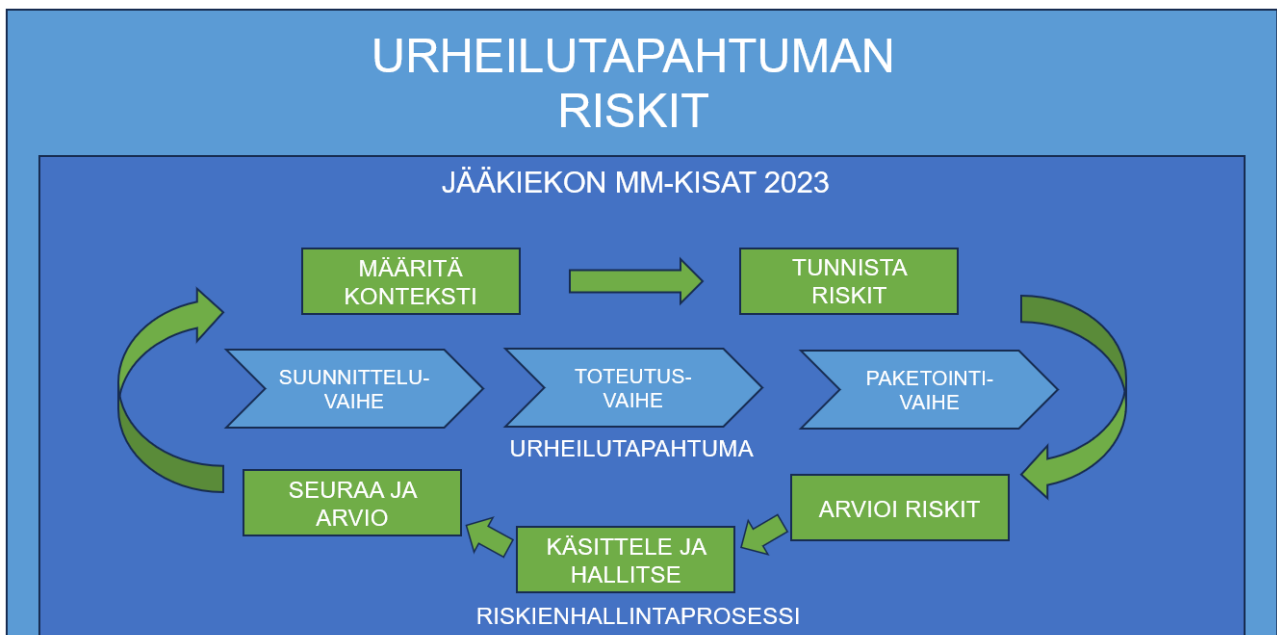 URHEILUTAPAHTUMAN
RISKIT
JÄÄKIEKON MM-KISAT 2023
MÄÄRITÄ
KONTEKSTI
TUNNISTA
RISKIT
SUUNNITTELU-
VAIHE
TOTEUTUS-
VAIHE
PAKETOINTI-
VAIHE
URHEILUTAPAHTUMA
SEURAA JA
ARVIO
KÄSITTELE JA
HALLITSE
ARVIOI RISKIT
RISKIENHALLINTAPROSESSI